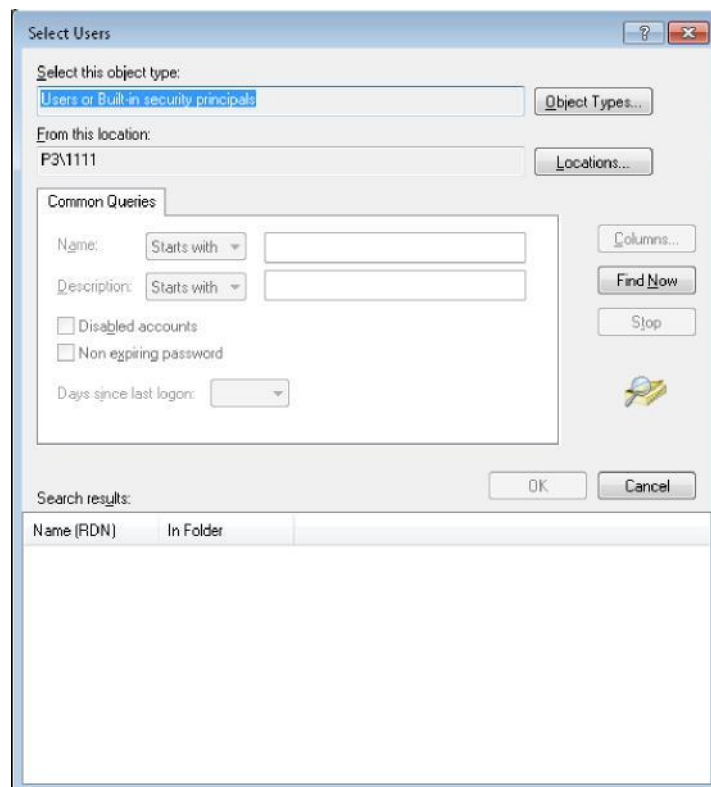 Select Users
Select this object type:
Users or Built-in security principals
Object Types...
From this location:
P3\1111
Locations...
Common Queries
Name: Starts with
Columns...
Description: Starts with
Find Now
Disabled accounts
Stop
Non expiring password
Days since last logon:
OK Cancel
Search results:
Name (RDN) In Folder